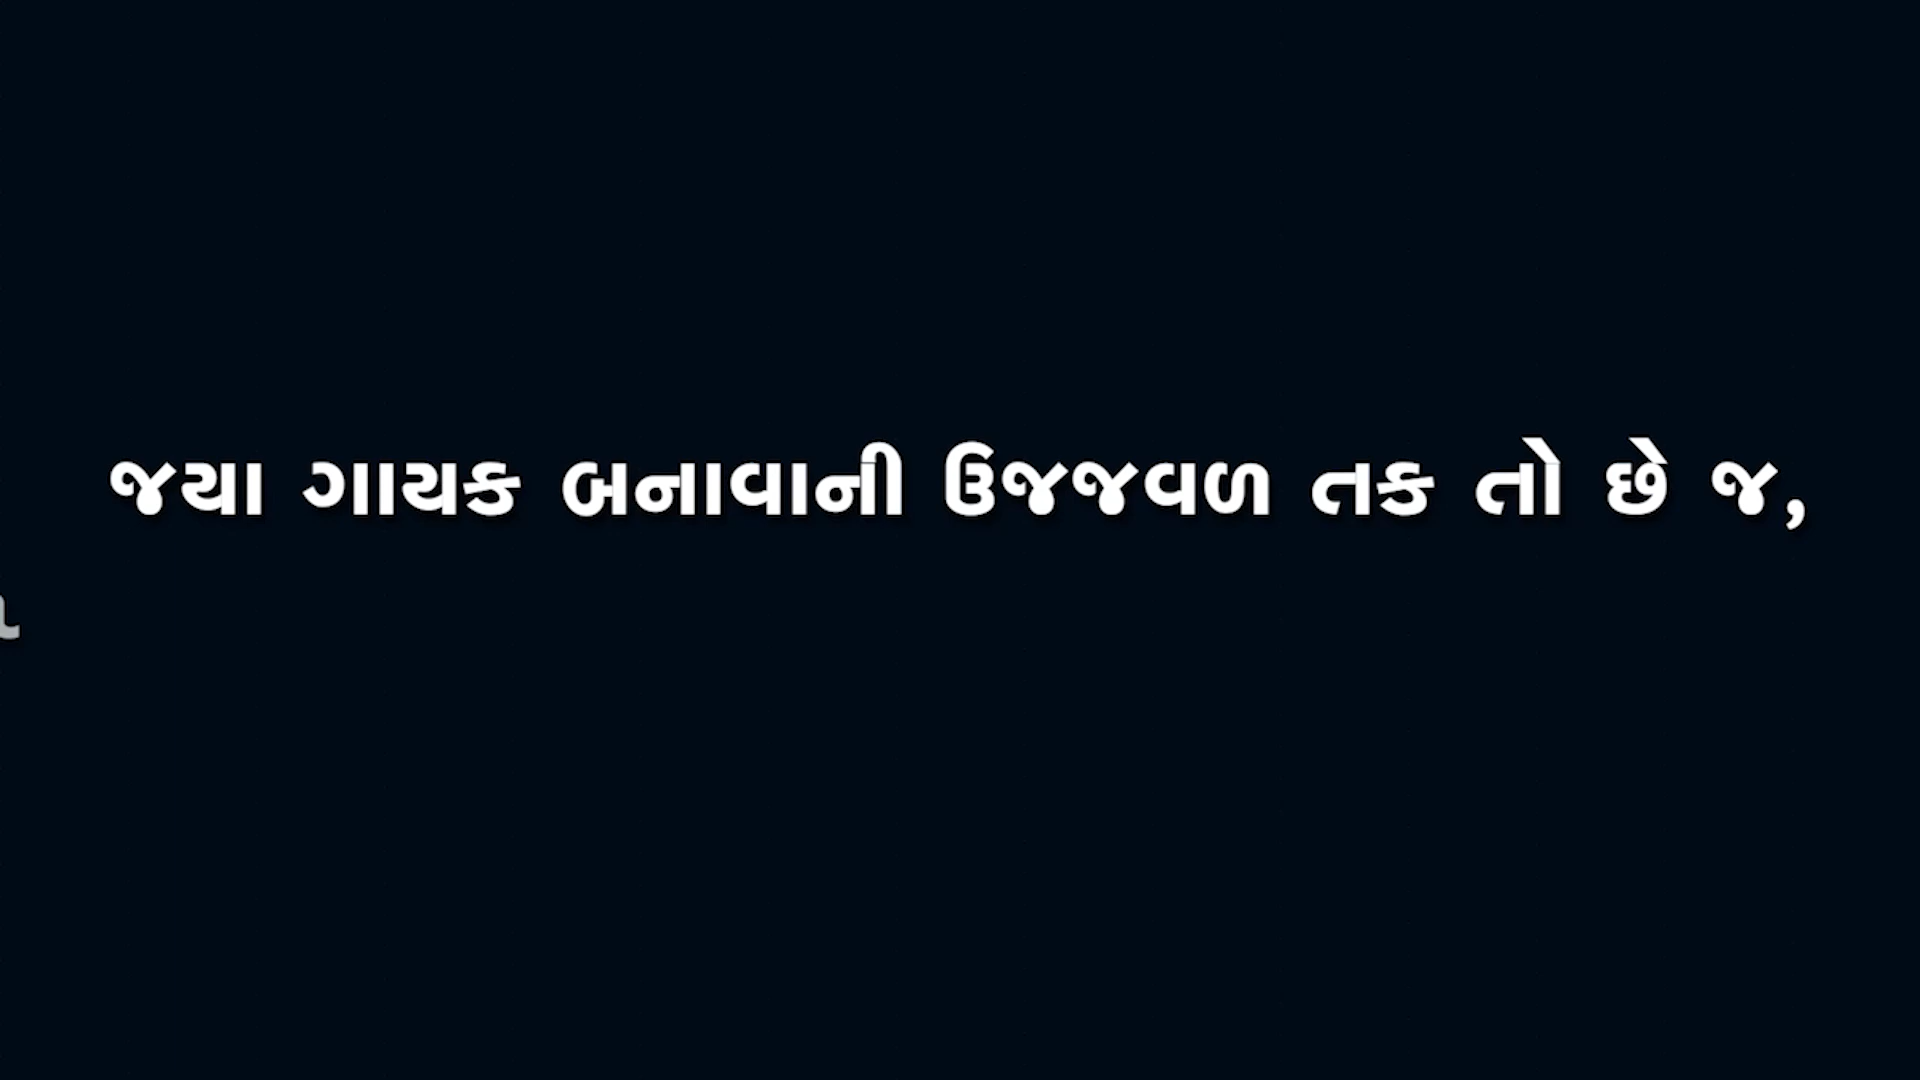 જયા ગાયક બનાવાની ઉજજવળ તક તો છે જ,